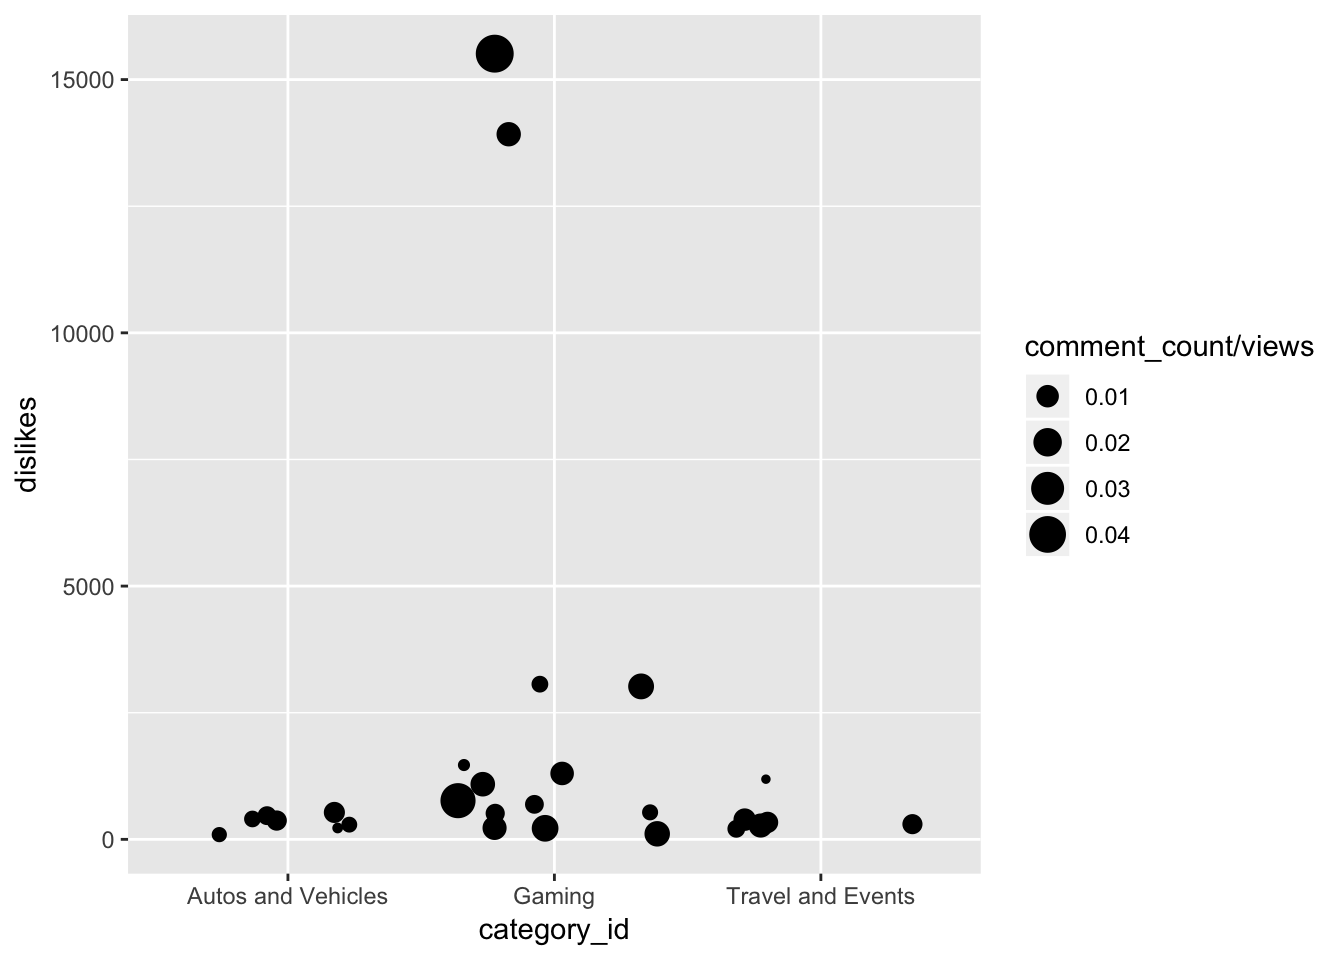 15000
10000
5000
0
dislikes
Autos and Vehicles
Gaming
Travel and Events
category_id
comment_count/views
0.01
0.02
0.03
0.04